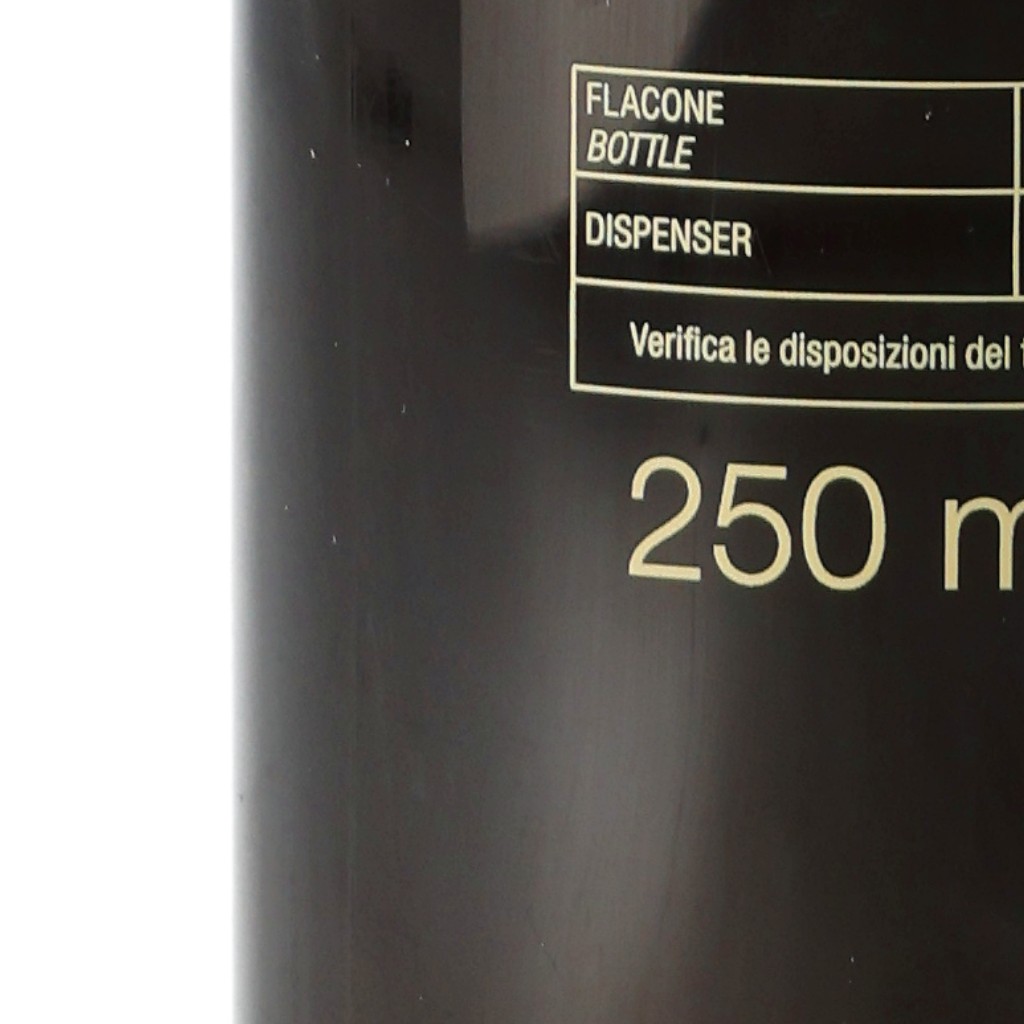 FLACONE
BOTTLE
DISPENSER
Verifica le disposizioni del
250 m